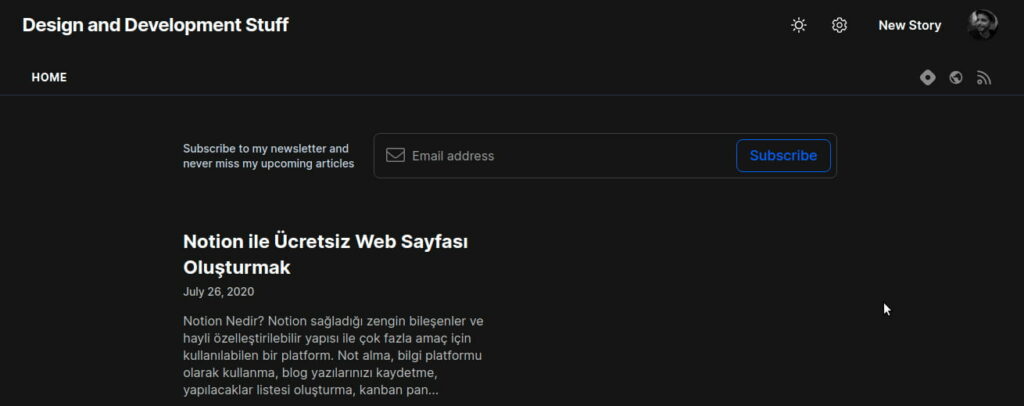 Design and Development Stuff
New Story
HOME
Subscribe to my newsletter and
never miss my upcoming articles
Email address
Subscribe
Notion ile Ücretsiz Web Sayfası
Oluşturmak
July 26, 2020
Notion Nedir? Notion sağladığı zengin bileşenler ve
hayli özelleştirilebilir yapısı ile çok fazla amaç için
kullanılabilen bir platform. Not alma, bilgi platformu
olarak kullanma, blog yazılarınızı kaydetme,
yapılacaklar listesi oluşturma, kanban pan...